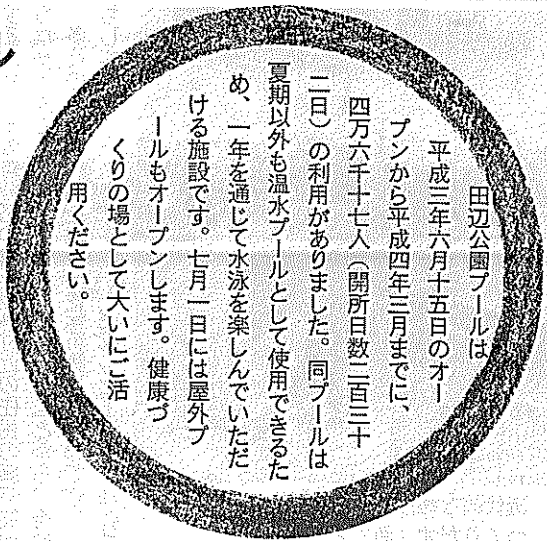 田辺公園プールは
平成三年六月十五日のオー
プンから平成四年三月までに、
四万六千十七人（開所日数二百三十
二日）の利用がありました。同プールは
夏期以外も温水プールとして使用できるた
め、一年を通じて水泳を楽しんでいただ
ける施設です。七月一日には屋外プ
ールもオープンします。健康づ
くりの場として大いにご活
用ください。